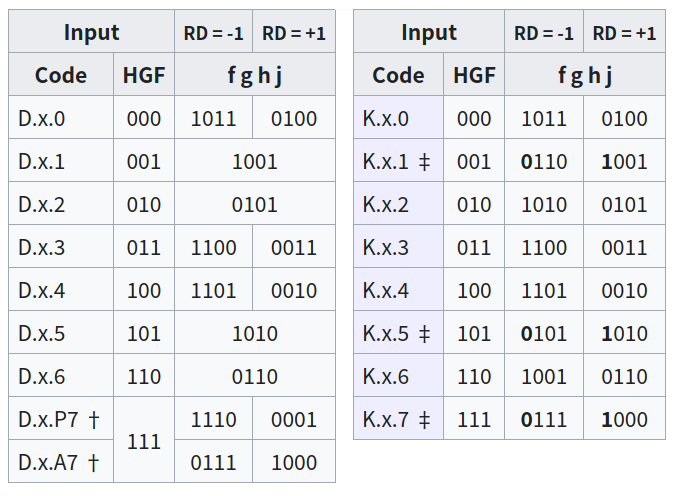 Input RD = -1 RD = +1
Code HGF f g h j
D.x.0 000 1011 0100
D.x.1 001 1001
D.x.2 010 0101
D.x.3 011 1100 0011
D.x.4 100 1101 0010
D.x.5 101 1010
D.x.6 110 0110
D.x.P7 † 111 1110 0001
D.x.A7 † 0111 1000
Input RD = -1 RD = +1
Code HGF f g h j
K.x.0 000 1011 0100
K.x.1 ‡ 001 0110 1001
K.x.2 010 1010 0101
K.x.3 011 1100 0011
K.x.4 100 1101 0010
K.x.5 ‡ 101 0101 1010
K.x.6 110 1001 0110
K.x.7 ‡ 111 0111 1000